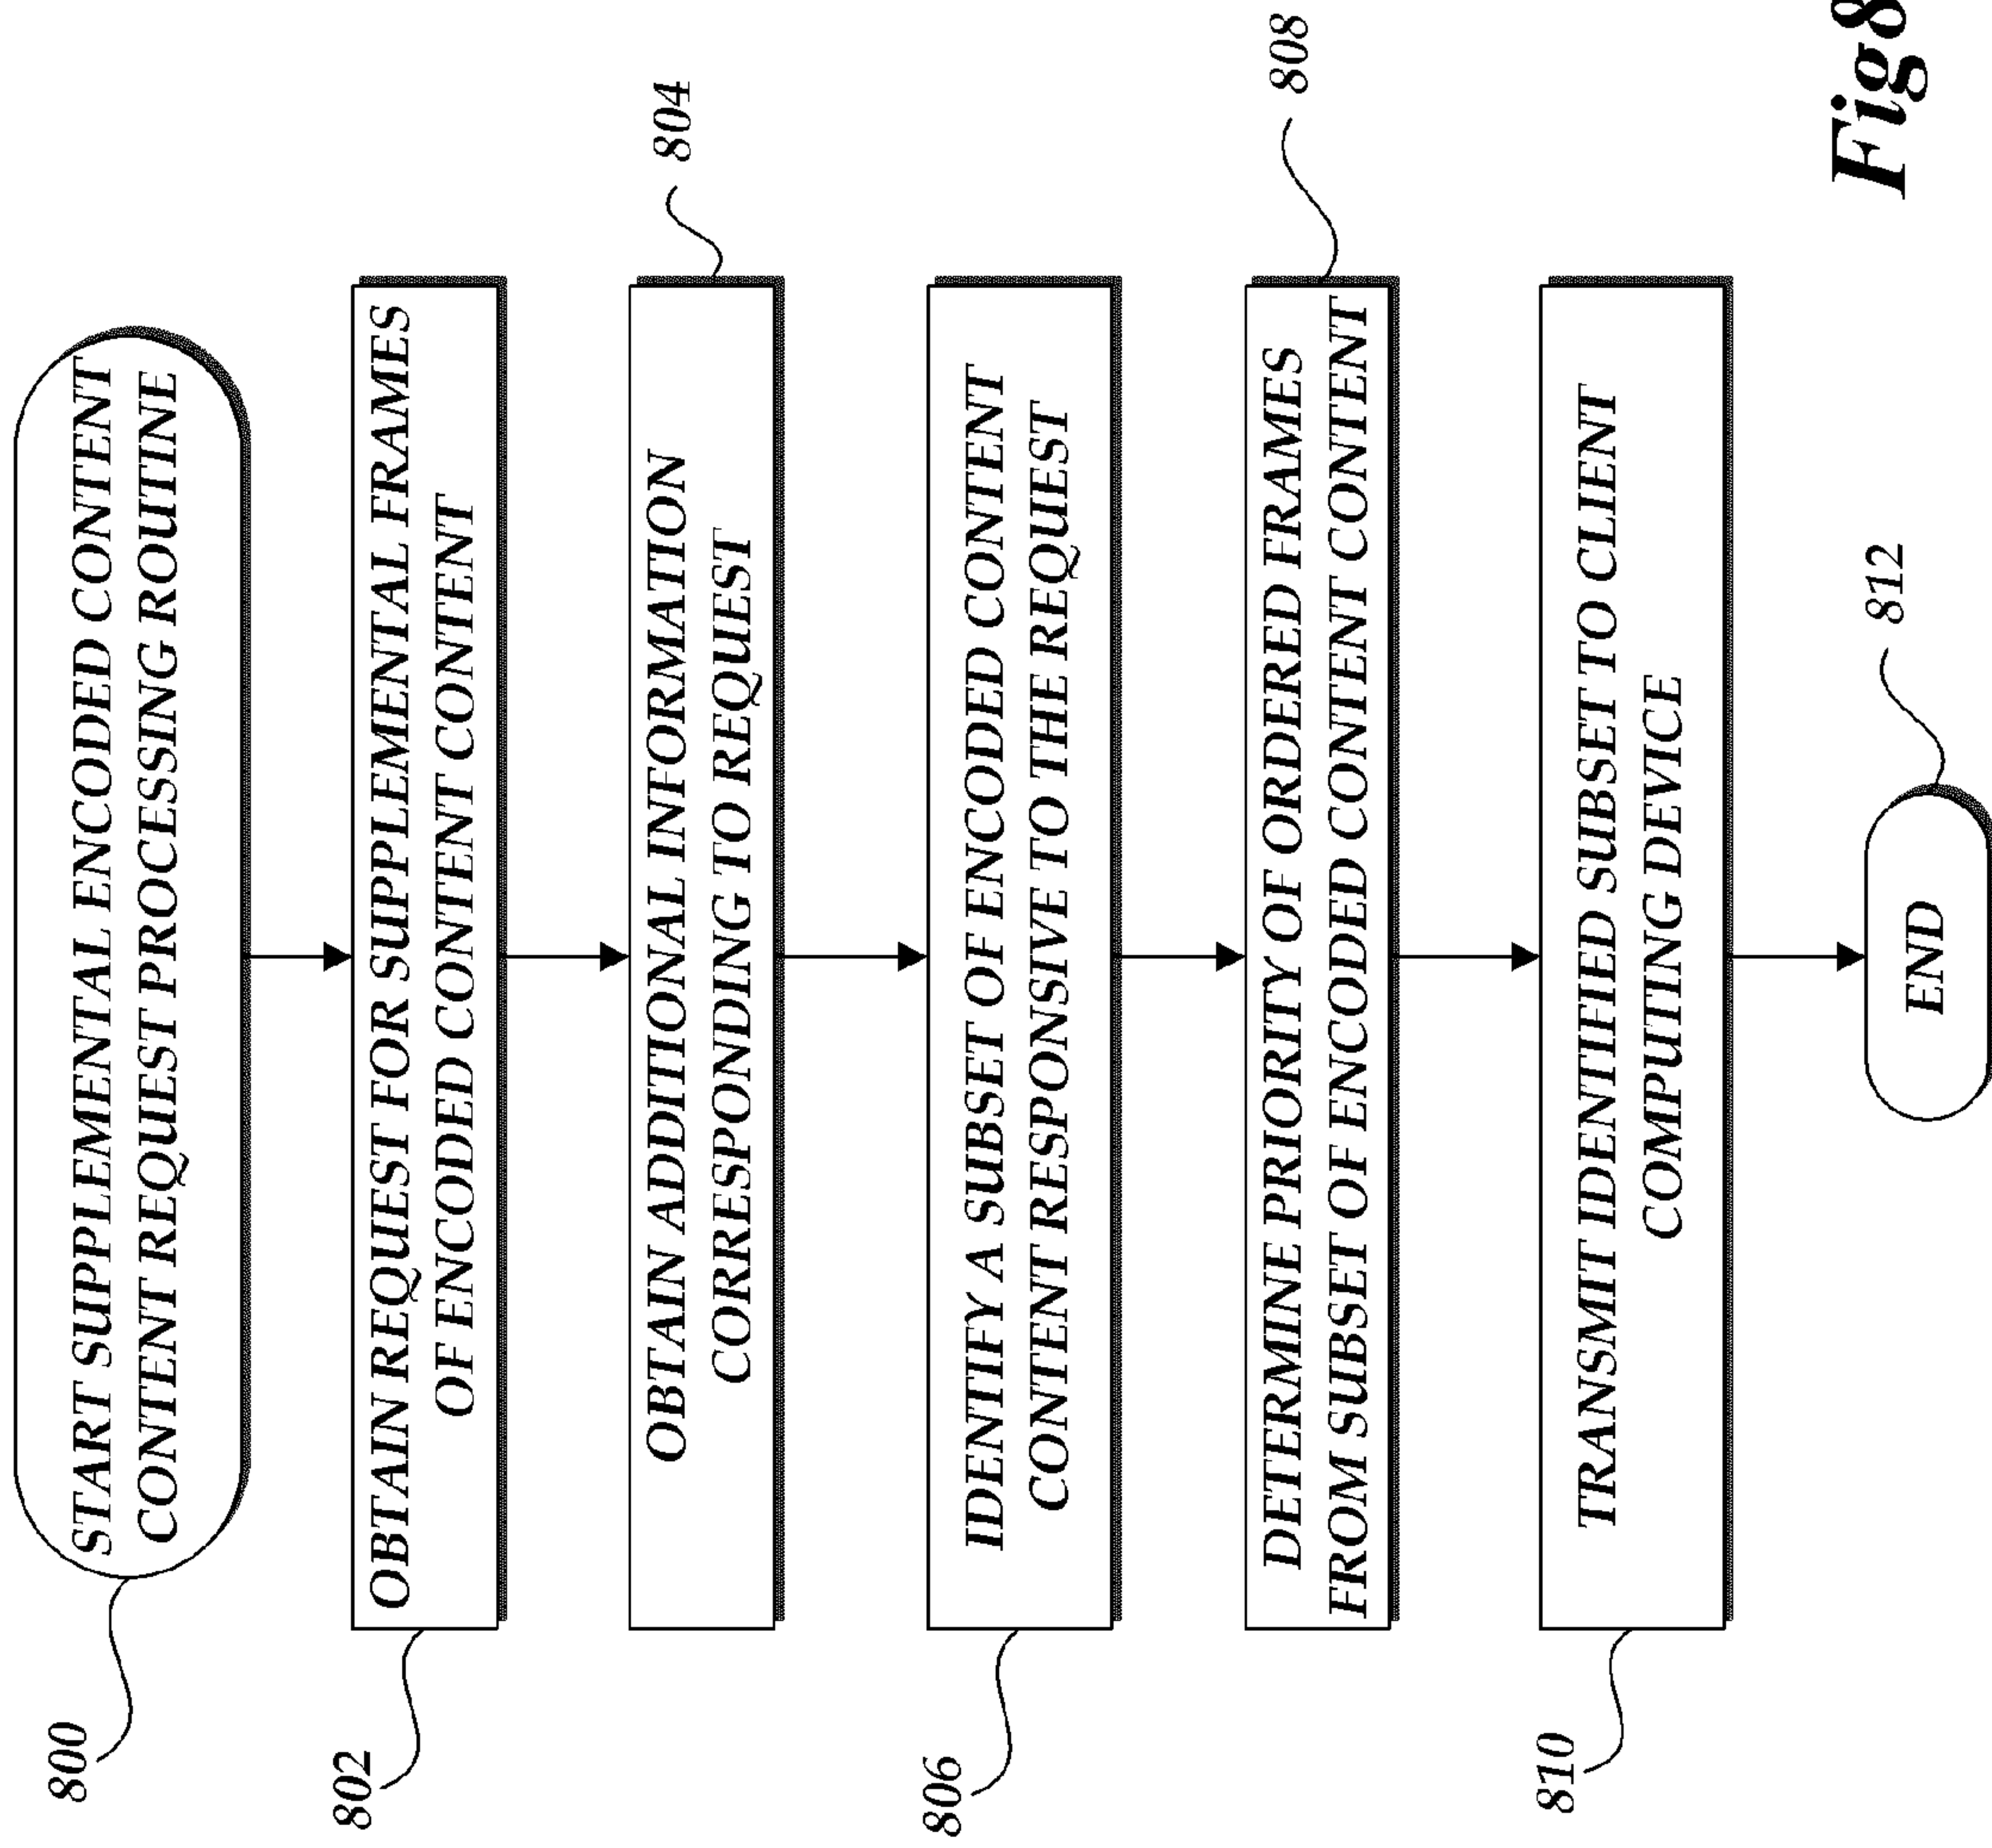 800
START SUPPLEMENTAL ENCODED CONTENT
CONTENT REQUEST PROCESSING ROUTINE
802
OBTAIN REQUEST FOR SUPPLEMENTAL FRAMES
OF ENCODED CONTENT CONTENT
804
OBTAIN ADDITIONAL INFORMATION
CORRESPONDING TO REQUEST
806
IDENTIFY A SUBSET OF ENCODED CONTENT
CONTENT RESPONSIVE TO THE REQUEST
808
DETERMINE PRIORITY OF ORDERED FRAMES
FROM SUBSET OF ENCODED CONTENT CONTENT
810
TRANSMIT IDENTIFIED SUBSET TO CLIENT
COMPUTING DEVICE
812
END
Fig8